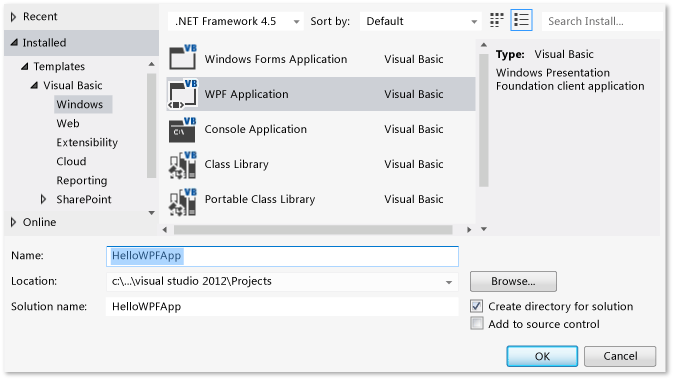 Recent
.NET Framework 4.5 Sort by: Default Search Install...
Installed
Templates
Visual Basic
Windows
Web
Extensibility
Cloud
Reporting
SharePoint
Online
VB Windows Forms Application Visual Basic
VB WPF Application Visual Basic
VB C:\ Console Application Visual Basic
VB Class Library Visual Basic
VB Portable Class Library Visual Basic
Type: Visual Basic
Windows Presentation
Foundation client application
Name: HelloWPFApp
Location: c:\...\visual studio 2012\Projects Browse...
Solution name: HelloWPFApp Create directory for solution
Add to source control
OK Cancel